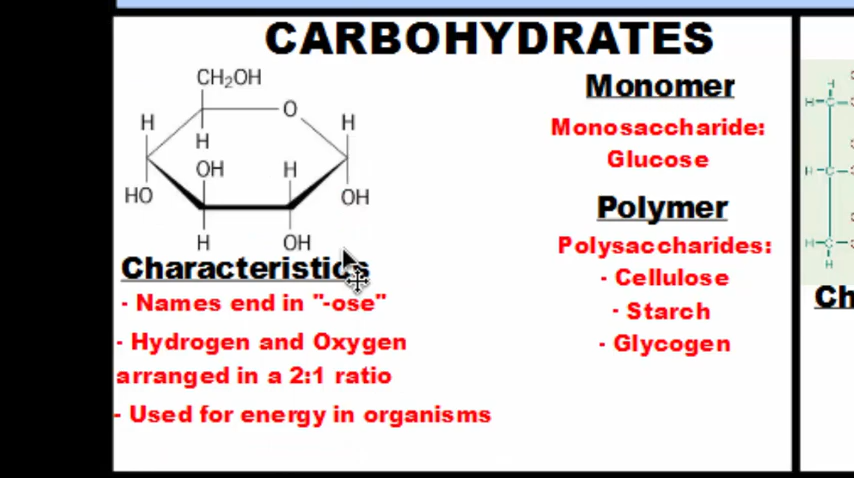 CARBOHYDRATES
CH₂OH
O
H
H
H
OH
H
HO
OH
H
OH
Characteristics
- Names end in "-ose"
- Hydrogen and Oxygen
arranged in a 2:1 ratio
- Used for energy in organisms
Monomer
Monosaccharide:
Glucose
Polymer
Polysaccharides:
- Cellulose
- Starch
- Glycogen
H
H-C
H-C
H-C
H
Ch